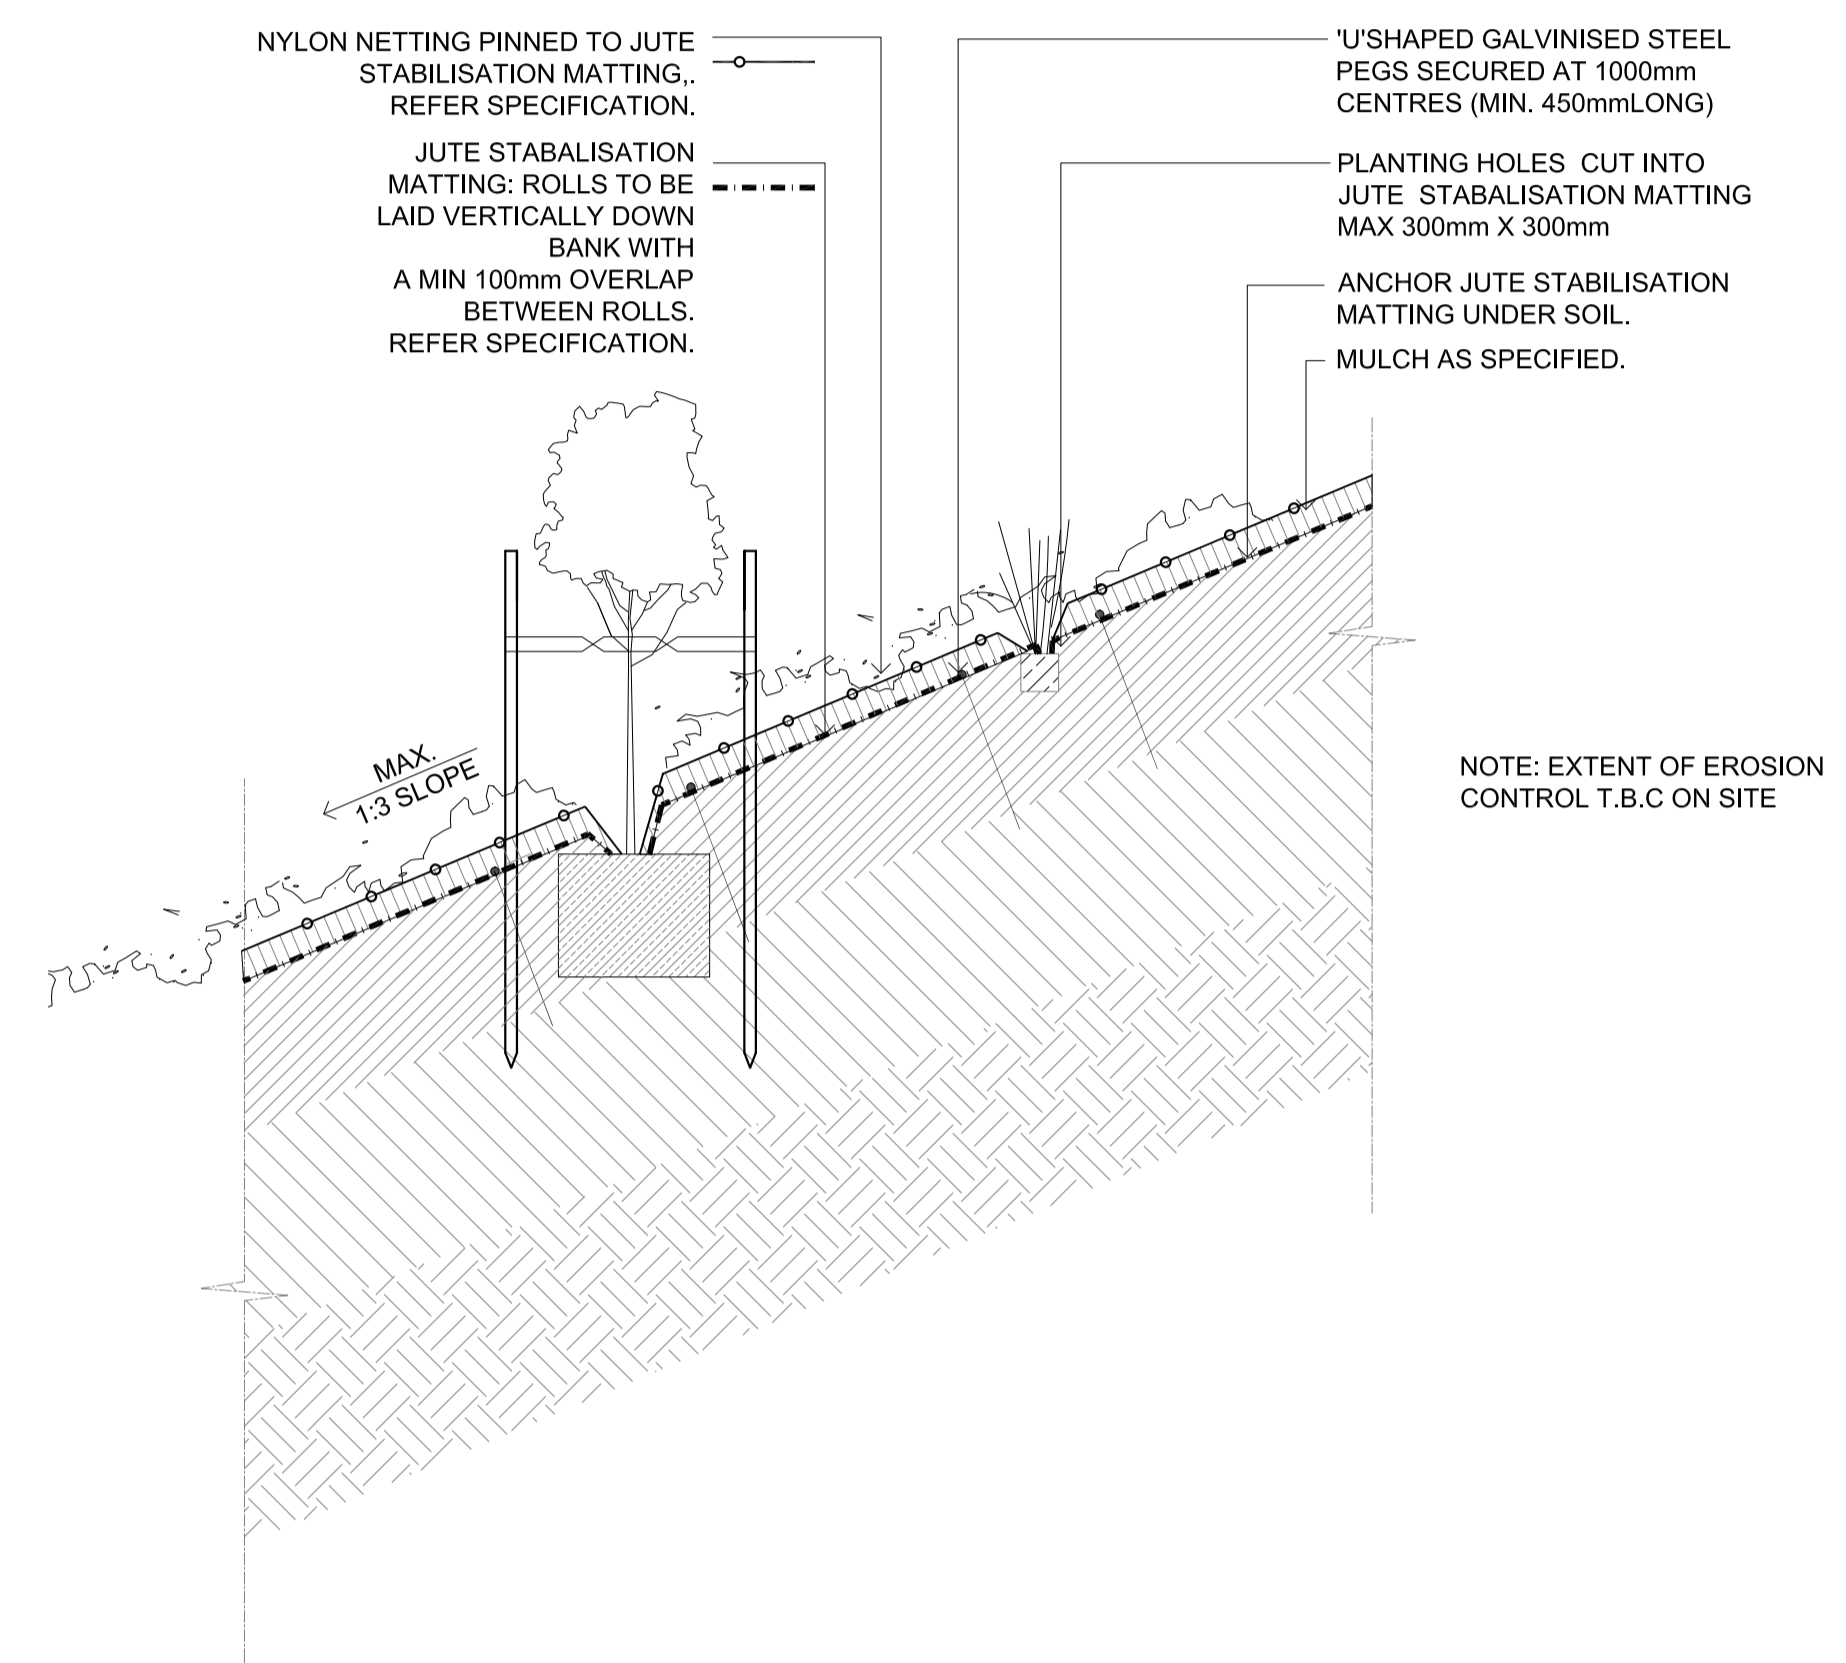 NYLON NETTING PINNED TO JUTE
STABILISATION MATTING,.
REFER SPECIFICATION.
JUTE STABALISATION
MATTING: ROLLS TO BE
LAID VERTICALLY DOWN
BANK WITH
A MIN 100mm OVERLAP
BETWEEN ROLLS.
REFER SPECIFICATION.
'U'SHAPED GALVINISED STEEL
PEGS SECURED AT 1000mm
CENTRES (MIN. 450mmLONG)
PLANTING HOLES CUT INTO
JUTE STABALISATION MATTING
MAX 300mm X 300mm
ANCHOR JUTE STABILISATION
MATTING UNDER SOIL.
MULCH AS SPECIFIED.
MAX.
1:3 SLOPE
NOTE: EXTENT OF EROSION
CONTROL T.B.C ON SITE